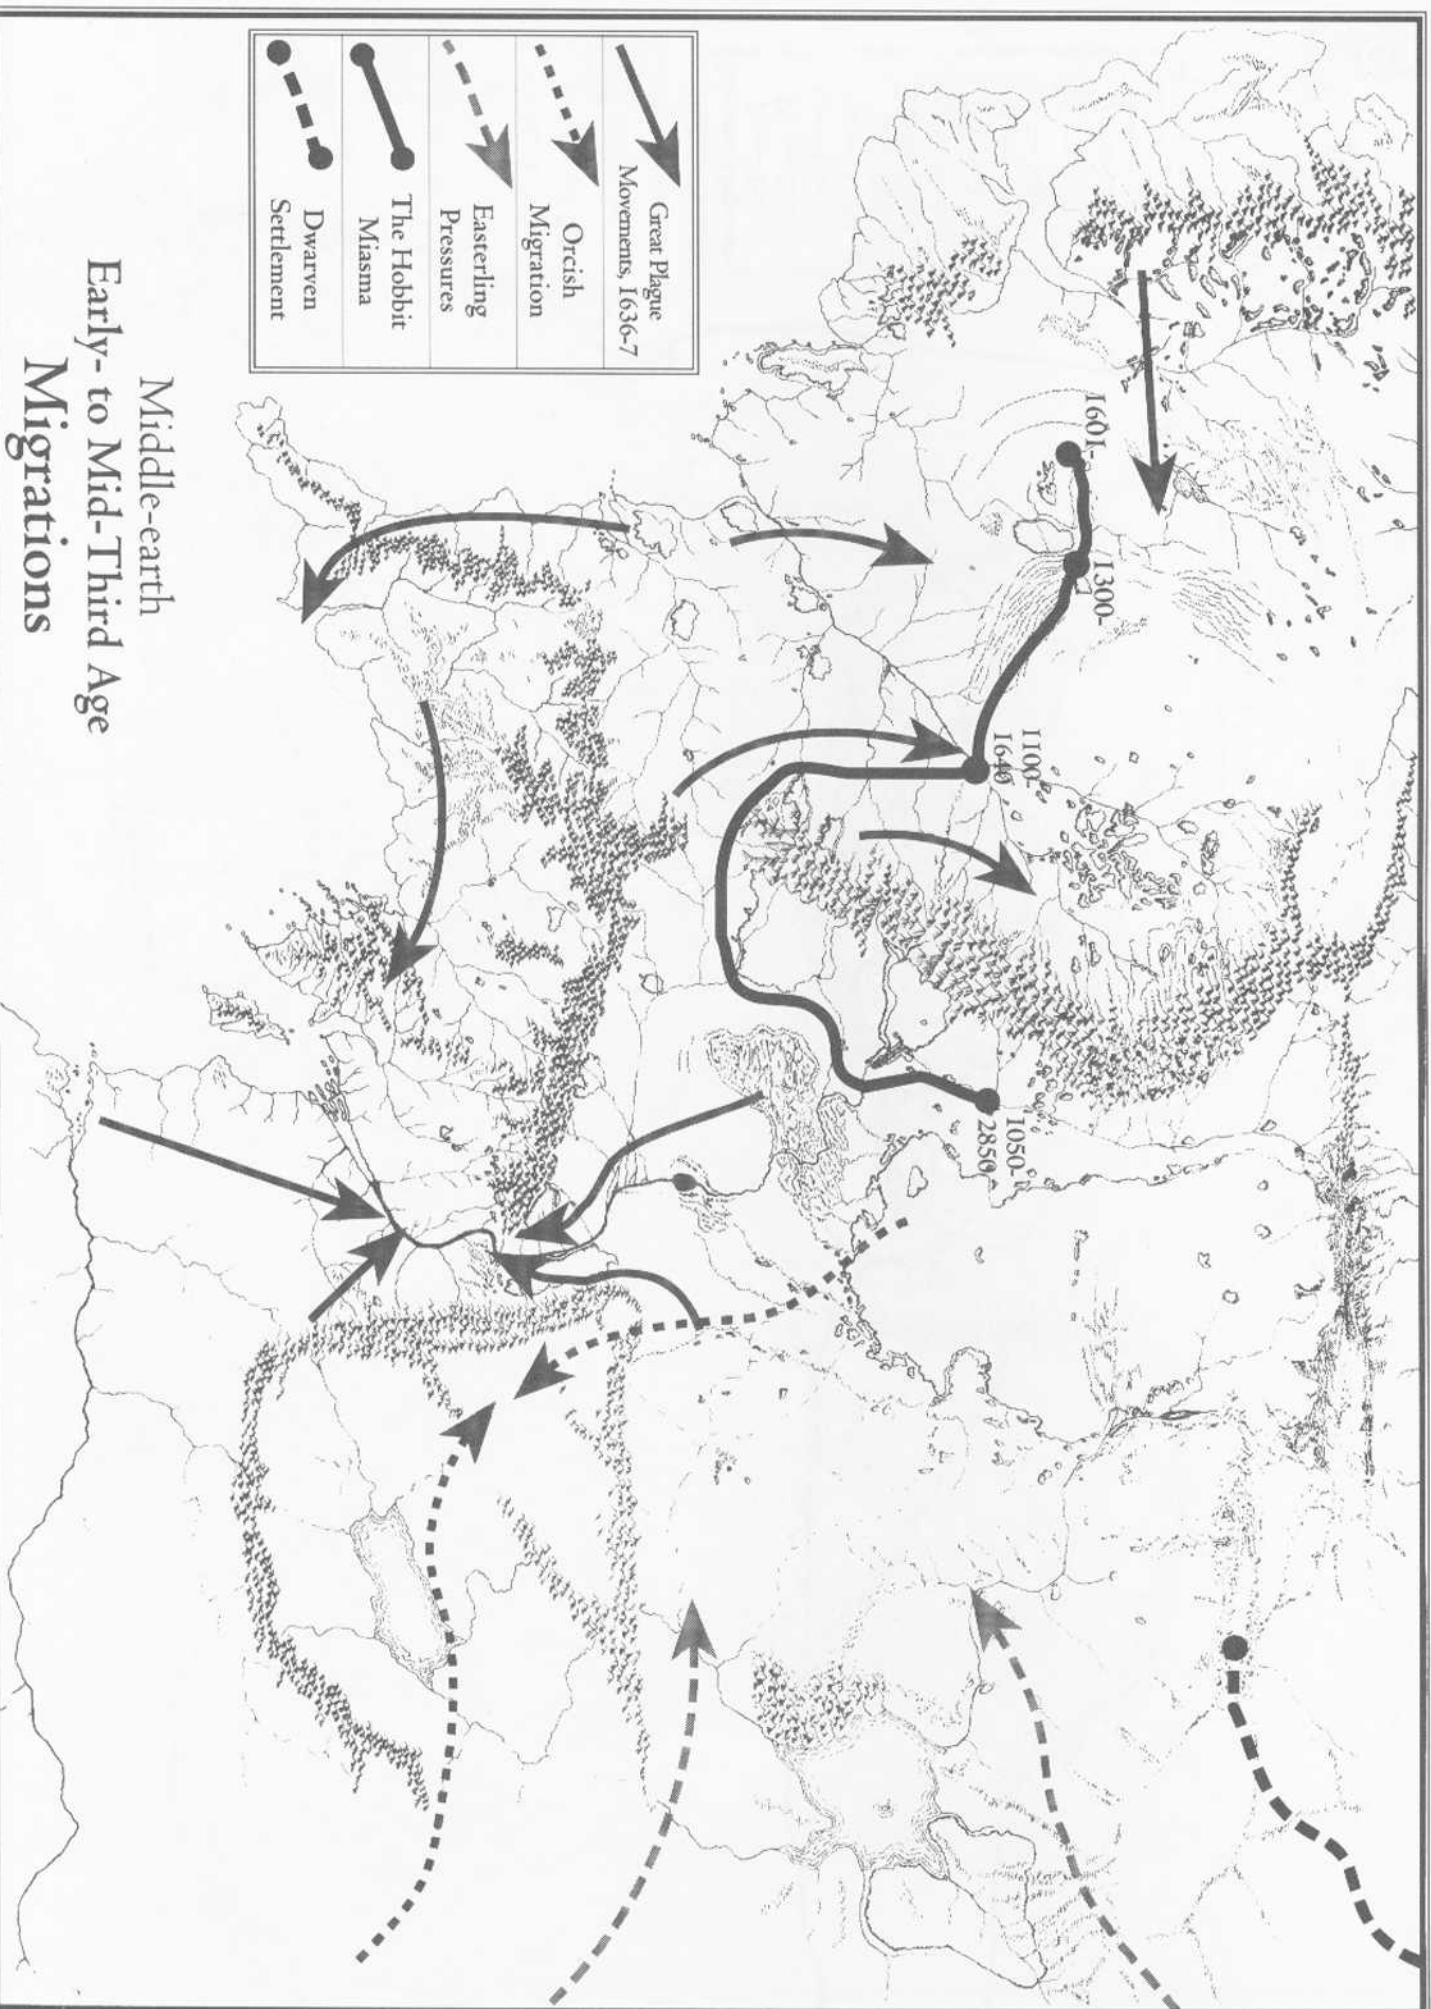 Great Plague
Movements, 1636-7
Orcish
Migration
Easterling
Pressures
The Hobbit
Miasma
Dwarven
Settlement
1601-
1300-
1100-
1640
1050-
2850
Middle-earth
Early- to Mid-Third Age
Migrations